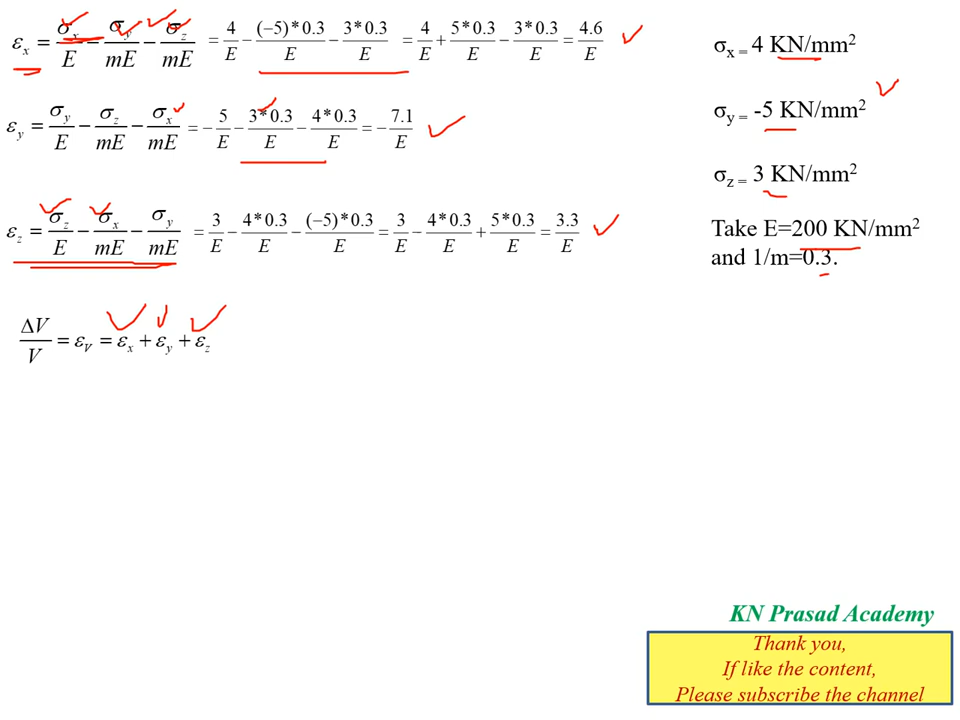 εx = σx/E − σy/mE − σz/mE = 4/E − (−5)*0.3/E − 3*0.3/E = 4/E + 5*0.3/E − 3*0.3/E = 4.6/E
εy = σy/E − σz/mE − σx/mE = − 5/E − 3*0.3/E − 4*0.3/E = − 7.1/E
εz = σz/E − σx/mE − σy/mE = 3/E − 4*0.3/E − (−5)*0.3/E = 3/E − 4*0.3/E + 5*0.3/E = 3.3/E
ΔV/V = εV = εx + εy + εz
σx = 4 KN/mm²
σy = -5 KN/mm²
σz = 3 KN/mm²
Take E=200 KN/mm²
and 1/m=0.3.
KN Prasad Academy
Thank you,
If like the content,
Please subscribe the channel